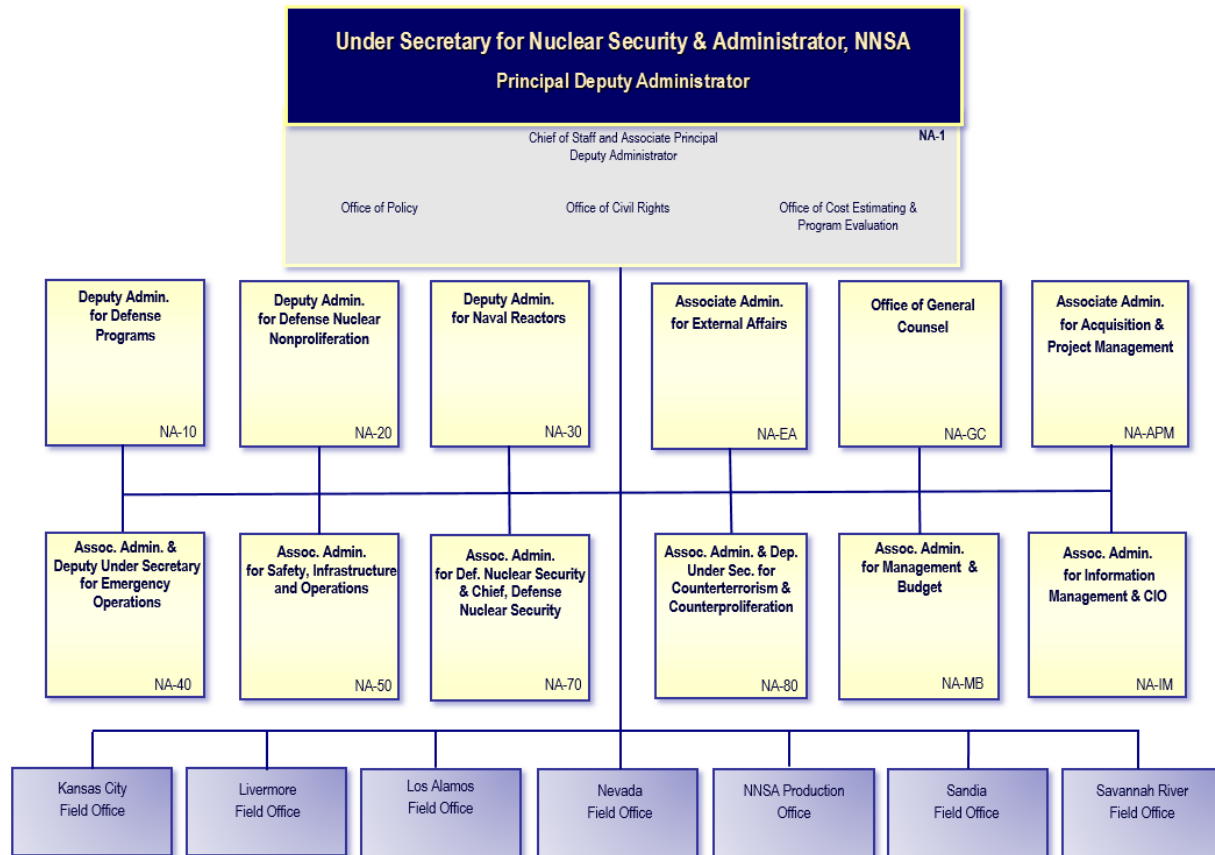 Under Secretary for Nuclear Security & Administrator, NNSA
Principal Deputy Administrator
Chief of Staff and Associate Principal
Deputy Administrator
NA-1
Office of Policy
Office of Civil Rights
Office of Cost Estimating &
Program Evaluation
Deputy Admin.
for Defense
Programs
NA-10
Deputy Admin.
for Defense Nuclear
Nonproliferation
NA-20
Deputy Admin.
for Naval Reactors
NA-30
Associate Admin.
for External Affairs
NA-EA
Office of General
Counsel
NA-GC
Associate Admin.
for Acquisition &
Project Management
NA-APM
Assoc. Admin. &
Deputy Under Secretary
for Emergency
Operations
NA-40
Assoc. Admin.
for Safety, Infrastructure
and Operations
NA-50
Assoc. Admin.
for Def. Nuclear Security
& Chief, Defense
Nuclear Security
NA-70
Assoc. Admin. & Dep.
Under Sec. for
Counterterrorism &
Counterproliferation
NA-80
Assoc. Admin.
for Management & 
Budget
NA-MB
Assoc. Admin.
for Information
Management & CIO
NA-IM
Kansas City
Field Office
Livermore
Field Office
Los Alamos
Field Office
Nevada
Field Office
NNSA Production
Office
Sandia
Field Office
Savannah River
Field Office